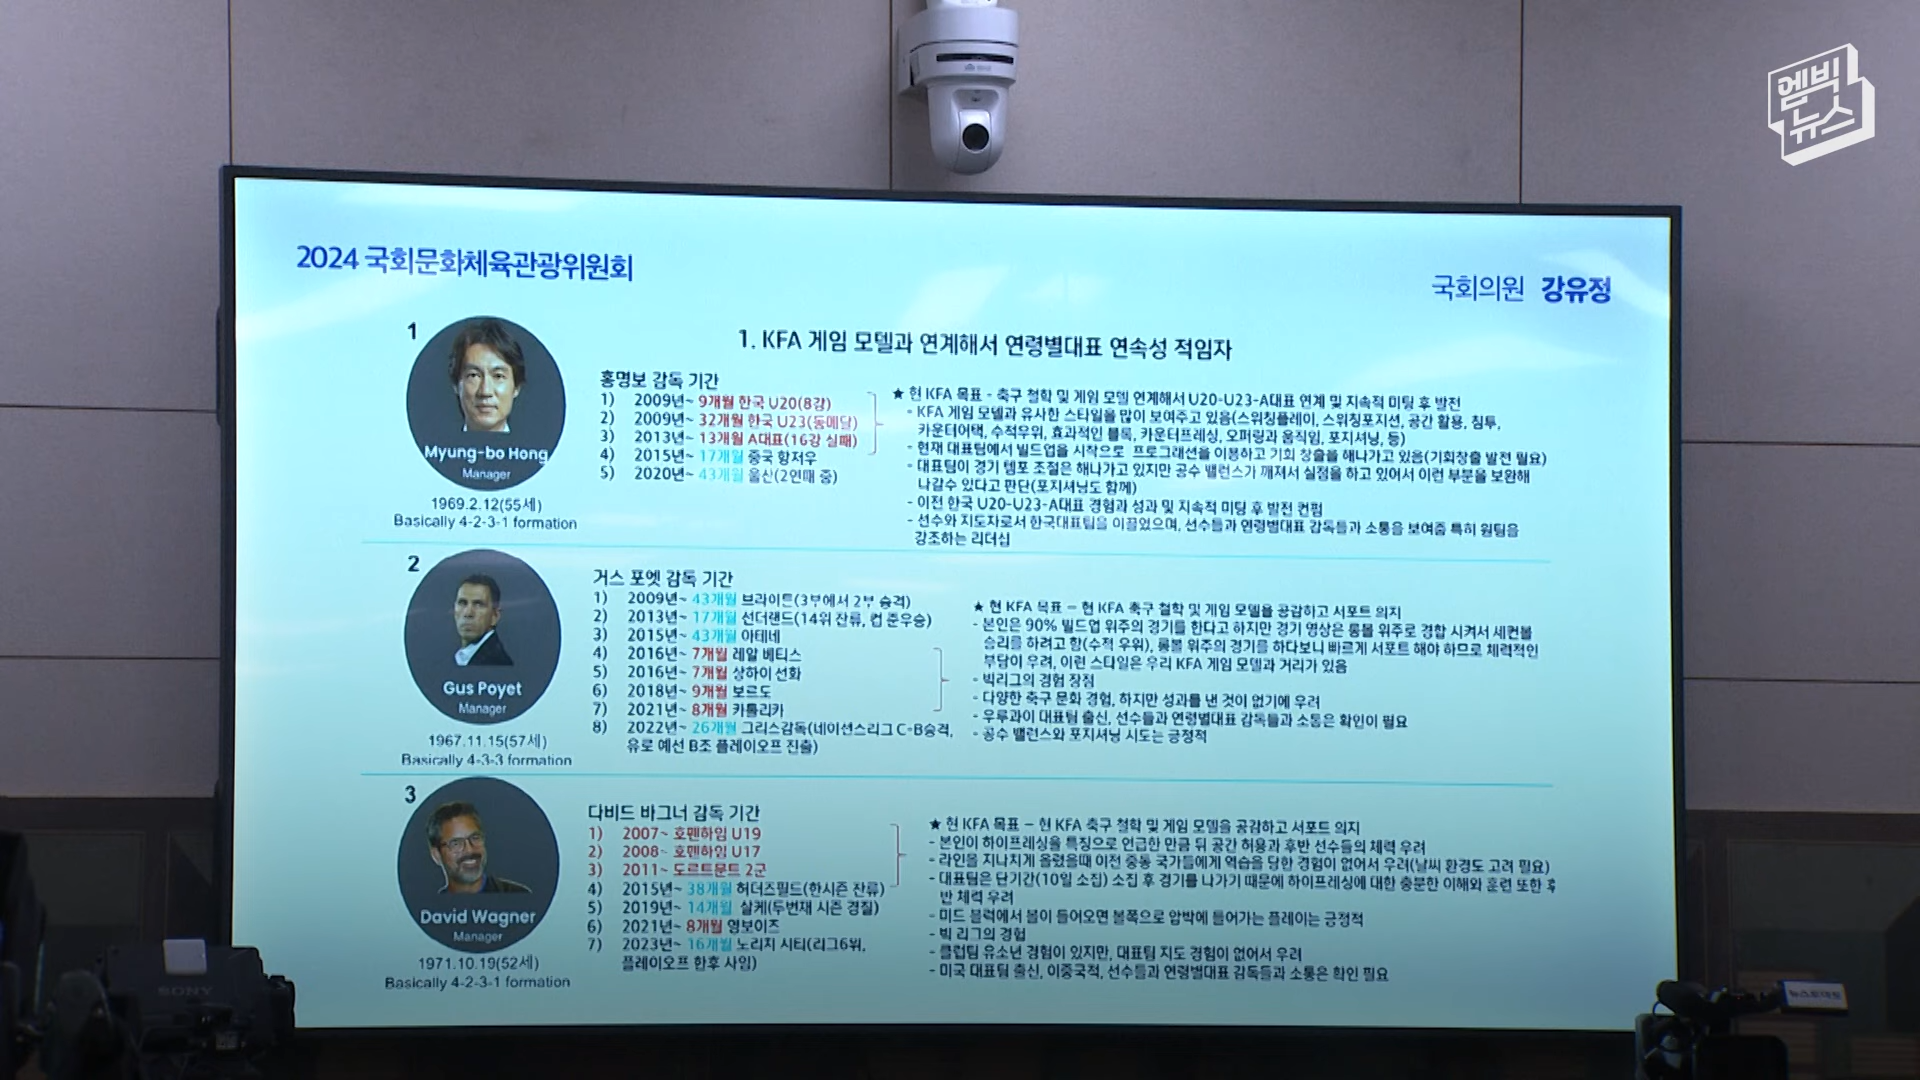 엠빅
뉴스
2024 국회문화체육관광위원회
국회의원 강유정
1. KFA 게임 모델과 연계해서 연령별대표 연속성 적임자
1
Myung-bo Hong
Manager
1969.2.12(55세)
Basically 4-2-3-1 formation
홍명보 감독 기간
1) 2009년~ 9개월 한국 U20(8강)
2) 2009년~ 32개월 한국 U23(동메달)
3) 2013년~ 13개월 A대표(16강 실패)
4) 2015년~ 17개월 중국 항저우
5) 2020년~ 43개월 울산(2연패 중)
★ 현 KFA 목표 - 축구 철학 및 게임 모델 연계해서 U20-U23-A대표 연계 및 지속적 미팅 후 발전
- KFA 게임 모델과 유사한 스타일을 많이 보여주고 있음(스위칭플레이, 스위칭포지션, 공간 활용, 침투,
카운터어택, 수적우위, 효과적인 블록, 카운터프레싱, 오퍼링과 움직임, 포지셔닝, 등)
- 현재 대표팀에서 빌드업을 시작으로 프로그래션을 이용하고 기회 창출을 해나가고 있음(기회창출 발전 필요)
- 대표팀이 경기 템포 조절은 해나가고 있지만 공수 밸런스가 깨져서 실점을 하고 있어서 이런 부분을 보완해
나갈수 있다고 판단(포지셔닝도 함께)
- 이전 한국 U20-U23-A대표 경험과 성과 및 지속적 미팅 후 발전 컨펌
- 선수와 지도자로서 한국대표팀을 이끌었으며, 선수들과 연령별대표 감독들과 소통을 보여줌 특히 원팀을
강조하는 리더십
2
Gus Poyet
Manager
1967.11.15(57세)
Basically 4-3-3 formation
거스 포옛 감독 기간
1) 2009년~ 43개월 브라이튼(3부에서 2부 승격)
2) 2013년~ 17개월 선더랜드(14위 잔류, 컵 준우승)
3) 2015년~ 43개월 아테네
4) 2016년~ 7개월 레알 베티스
5) 2016년~ 7개월 상하이 선화
6) 2018년~ 9개월 보르도
7) 2021년~ 8개월 카톨리카
8) 2022년~ 26개월 그리스감독(네이션스리그 C-B승격,
유로 예선 B조 플레이오프 진출)
★ 현 KFA 목표 – 현 KFA 축구 철학 및 게임 모델을 공감하고 서포트 의지
- 본인은 90% 빌드업 위주의 경기를 한다고 하지만 경기 영상은 롱볼 위주로 경합 시켜서 세컨볼
승리를 하려고 함(수적 우위), 롱볼 위주의 경기를 하다보니 빠르게 서포트 해야 하므로 체력적인
부담이 우려, 이런 스타일은 우리 KFA 게임 모델과 거리가 있음
- 빅리그의 경험 장점
- 다양한 축구 문화 경험, 하지만 성과를 낸 것이 없기에 우려
- 우루과이 대표팀 출신, 선수들과 연령별대표 감독들과 소통은 확인이 필요
- 공수 밸런스와 포지셔닝 시도는 긍정적
3
David Wagner
Manager
1971.10.19(52세)
Basically 4-2-3-1 formation
다비드 바그너 감독 기간
1) 2007~ 호펜하임 U19
2) 2008~ 호펜하임 U17
3) 2011~ 도르트문트 2군
4) 2015년~ 38개월 허더즈필드(한시즌 잔류)
5) 2019년~ 14개월 살케(두번재 시즌 경질)
6) 2021년~ 8개월 영보이즈
7) 2023년~ 16개월 노리치 시티(리그6위,
플레이오프 한후 사임)
★ 현 KFA 목표 – 현 KFA 축구 철학 및 게임 모델을 공감하고 서포트 의지
- 본인이 하이프레싱을 특징으로 언급한 만큼 뒤 공간 허용과 후반 선수들의 체력 우려
- 라인을 지나치게 올렸을때 이전 중동 국가들에게 역습을 당한 경험이 없어서 우려(날씨 환경도 고려 필요)
- 대표팀은 단기간(10일 소집) 소집 후 경기를 나가기 때문에 하이프레싱에 대한 충분한 이해와 훈련 또한 후
반 체력 우려
- 미드 블럭에서 볼이 들어오면 볼쪽으로 압박에 들어가는 플레이는 긍정적
- 빅 리그의 경험
- 클럽팀 유소년 경험이 있지만, 대표팀 지도 경험이 없어서 우려
- 미국 대표팀 출신, 이중국적, 선수들과 연령별대표 감독들과 소통은 확인 필요
SONY
뉴스토마토